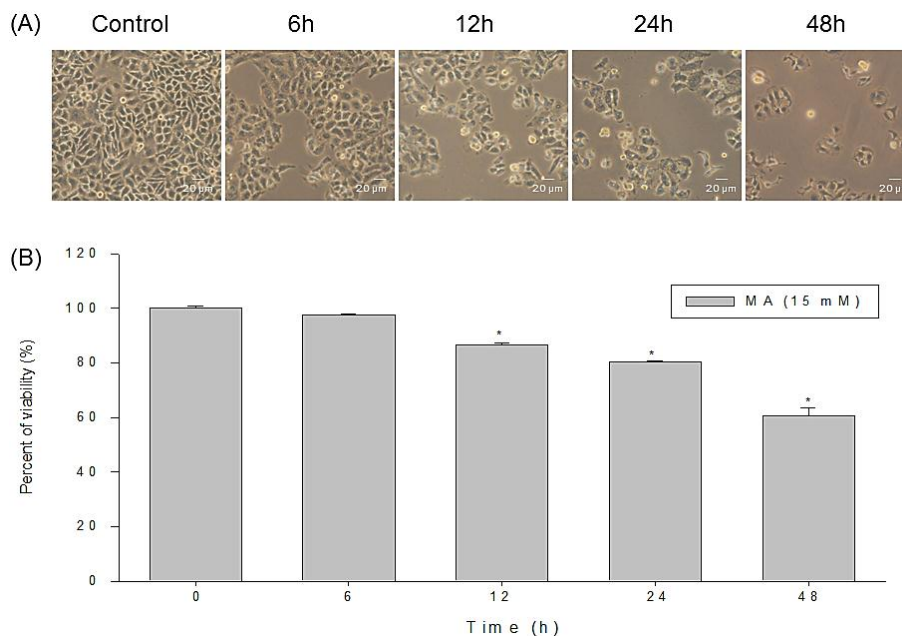 (A) Control 6h 12h 24h 48h
20 µm 20 µm 20 µm 20 µm 20 µ
(B)
120
100
80
60
40
20
0
Percent of viability (%)
MA (15 mM)
* * *
0 6 12 24 48
Time (h)